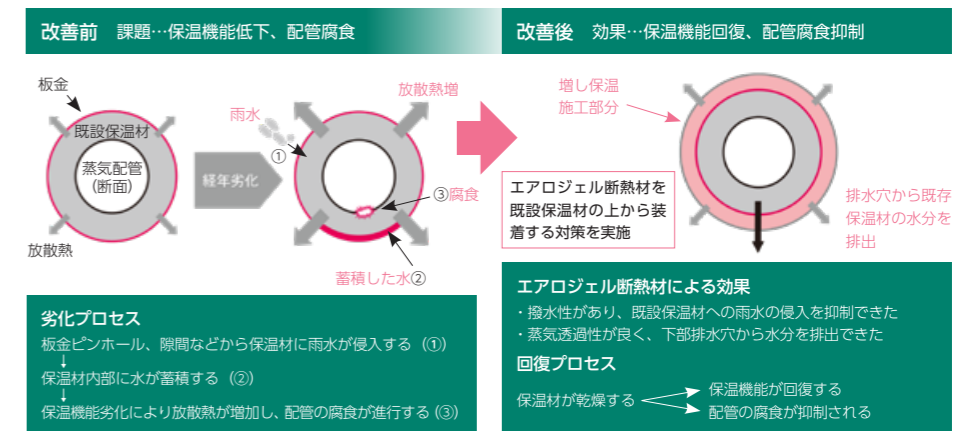 改善前 課題…保温機能低下、配管腐食
板金
既設保温材
蒸気配管
(断面)
放散熱
経年劣化
雨水
①
放散熱増
③腐食
蓄積した水②
劣化プロセス
板金ピンホール、隙間などから保温材に雨水が侵入する（①）
↓
保温材内部に水が蓄積する（②）
↓
保温機能劣化により放散熱が増加し、配管の腐食が進行する（③）
改善後 効果…保温機能回復、配管腐食抑制
増し保温
施工部分
エアロジェル断熱材を
既設保温材の上から装
着する対策を実施
排水穴から既存
保温材の水分を
排出
エアロジェル断熱材による効果
・撥水性があり、既設保温材への雨水の侵入を抑制できた
・蒸気透過性が良く、下部排水穴から水分を排出できた
回復プロセス
保温材が乾燥する
保温機能が回復する
配管の腐食が抑制される